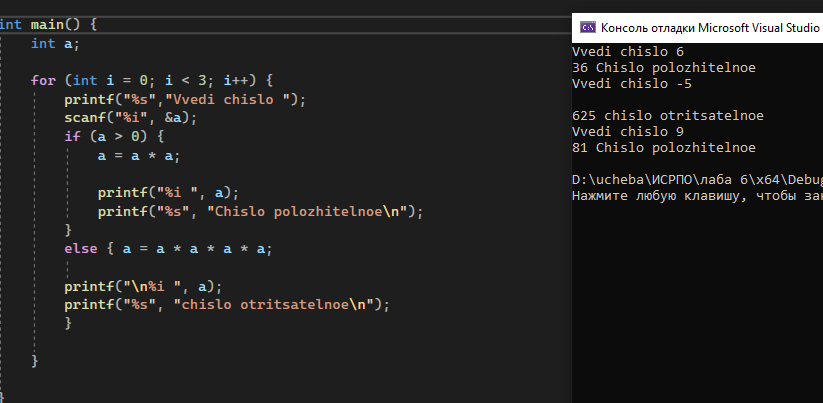 int main() {
int a;
for (int i = 0; i < 3; i++) {
printf("%s","Vvedi chislo ");
scanf("%i", &a);
if (a > 0) {
a = a * a;
printf("%i ", a);
printf("%s", "Chislo polozhitelnoe\n");
}
else { a = a * a * a * a;
printf("\n%i ", a);
printf("%s", "chislo otritsatelnoe\n");
}
}
}
Консоль отладки Microsoft Visual Studio
Vvedi chislo 6
36 Chislo polozhitelnoe
Vvedi chislo -5
625 chislo otritsatelnoe
Vvedi chislo 9
81 Chislo polozhitelnoe
D:\ucheba\ИСРПО\лаба 6\x64\Debug
Нажмите любую клавишу, чтобы